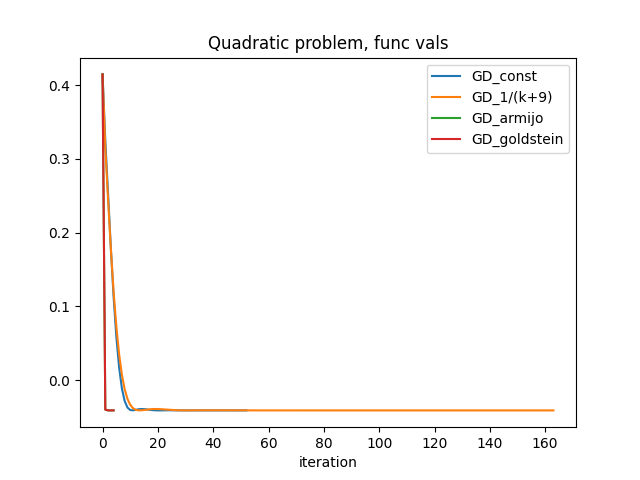 Quadratic problem, func vals
GD_const
GD_1/(k+9)
GD_armijo
GD_goldstein
0.4
0.3
0.2
0.1
0.0
0 20 40 60 80 100 120 140 160
iteration